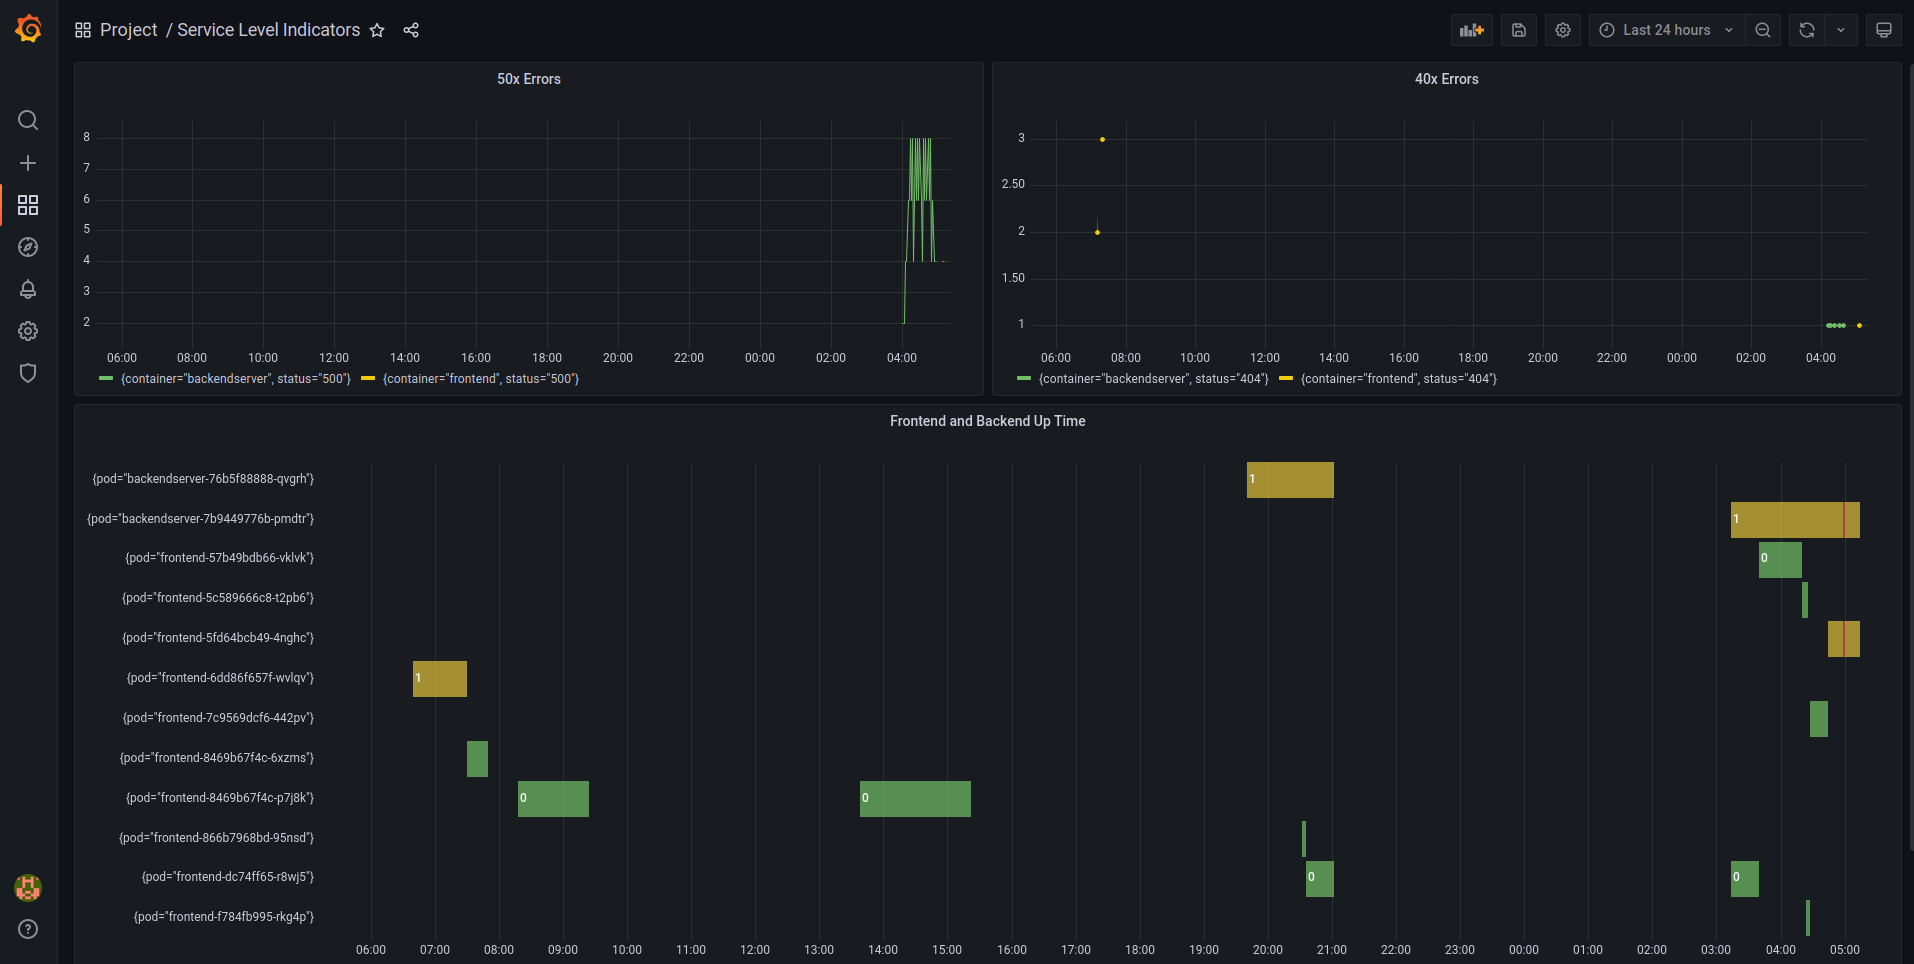 Project / Service Level Indicators
Last 24 hours
50x Errors
8
7
6
5
4
3
2
06:00 08:00 10:00 12:00 14:00 16:00 18:00 20:00 22:00 00:00 02:00 04:00
{container="backendserver", status="500"} {container="frontend", status="500"}
40x Errors
3
2.50
2
1.50
1
06:00 08:00 10:00 12:00 14:00 16:00 18:00 20:00 22:00 00:00 02:00 04:00
{container="backendserver", status="404"} {container="frontend", status="404"}
Frontend and Backend Up Time
{pod="backendserver-76b5f88888-qvgrh"} 1
{pod="backendserver-7b9449776b-pmdtr"} 1
{pod="frontend-57b49bdb66-vklvk"} 0
{pod="frontend-5c589666c8-t2pb6"}
{pod="frontend-5fd64bcb49-4nghc"}
{pod="frontend-6dd86f657f-wvlqv"} 1
{pod="frontend-7c9569dcf6-442pv"}
{pod="frontend-8469b67f4c-6xzms"}
{pod="frontend-8469b67f4c-p7j8k"} 0 0
{pod="frontend-866b7968bd-95nsd"}
{pod="frontend-dc74ff65-r8wj5"} 0 0
{pod="frontend-f784fb995-rkg4p"}
06:00 07:00 08:00 09:00 10:00 11:00 12:00 13:00 14:00 15:00 16:00 17:00 18:00 19:00 20:00 21:00 22:00 23:00 00:00 01:00 02:00 03:00 04:00 05:00